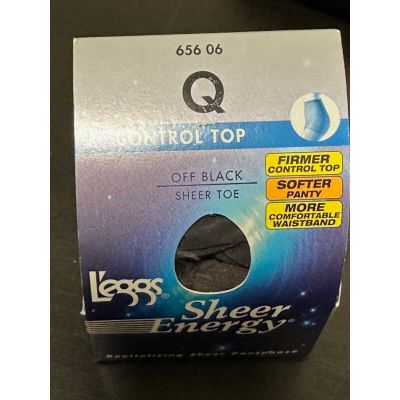 656 06
Q
CONTROL TOP
FIRMER
CONTROL TOP
OFF BLACK
SHEER TOE
SOFTER
PANTY
MORE
COMFORTABLE
WAISTBAND
L'eggs®
Sheer
Energy®
Revitalizing Sheer Pantyhose